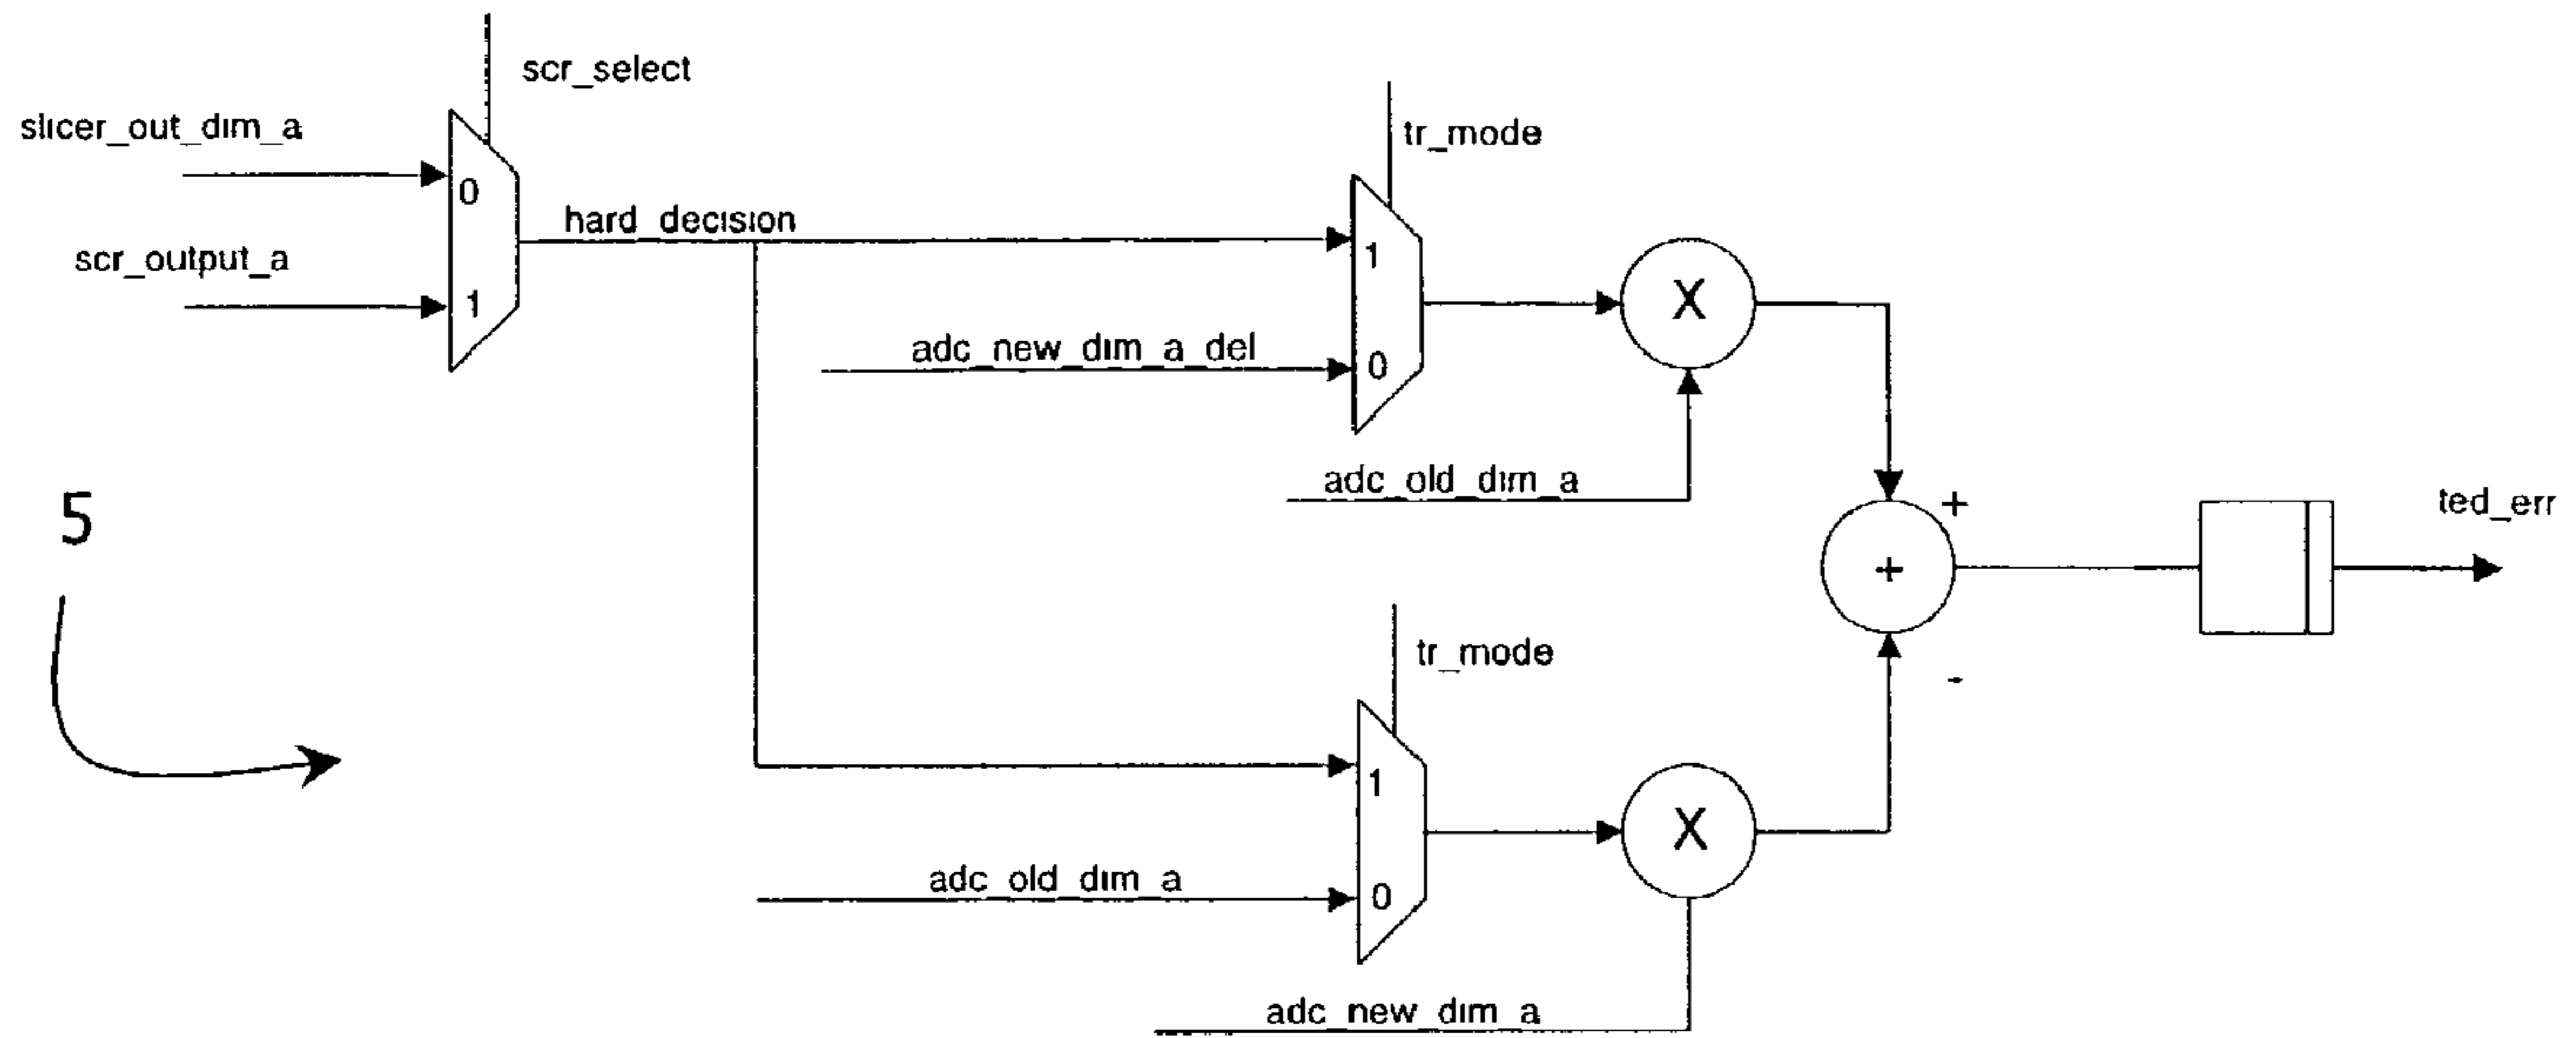 scr_select
slicer_out_dim_a
0
tr_mode
hard_decision
1
X
scr_output_a
1
adc_new_dim_a_del
0
adc_old_dim_a
5
+
ted_err
+
tr_mode
-
1
X
adc_old_dim_a
0
adc_new_dim_a